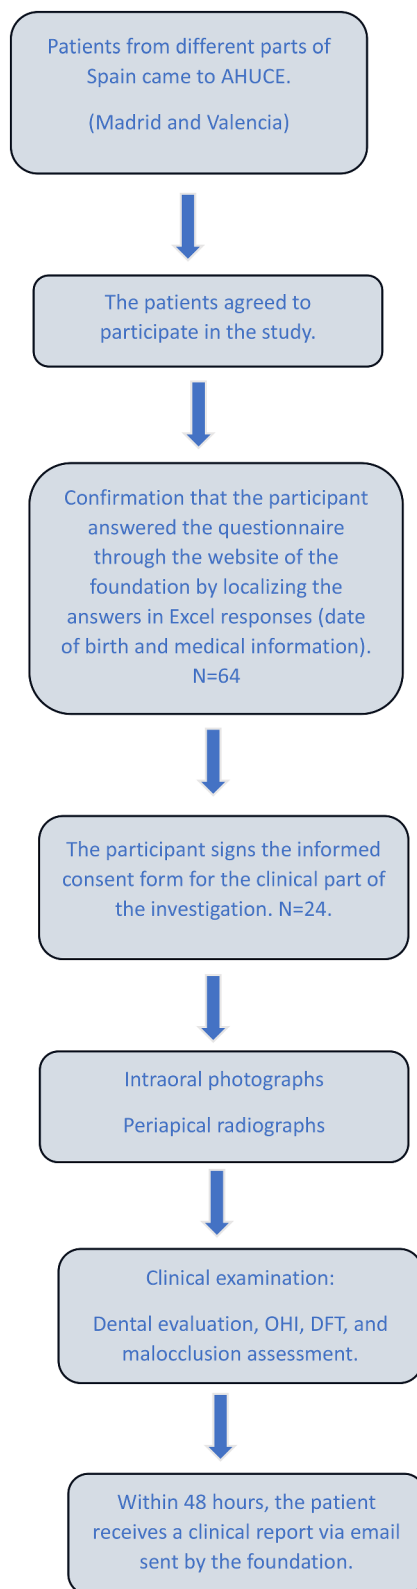 Patients from different parts of
Spain came to AHUCE.
(Madrid and Valencia)
The patients agreed to
participate in the study.
Confirmation that the participant
answered the questionnaire
through the website of the
foundation by localizing the
answers in Excel responses (date
of birth and medical information).
N=64
The participant signs the informed
consent form for the clinical part of
the investigation. N=24.
Intraoral photographs
Periapical radiographs
Clinical examination:
Dental evaluation, OHI, DFT, and
malocclusion assessment.
Within 48 hours, the patient
receives a clinical report via email
sent by the foundation.